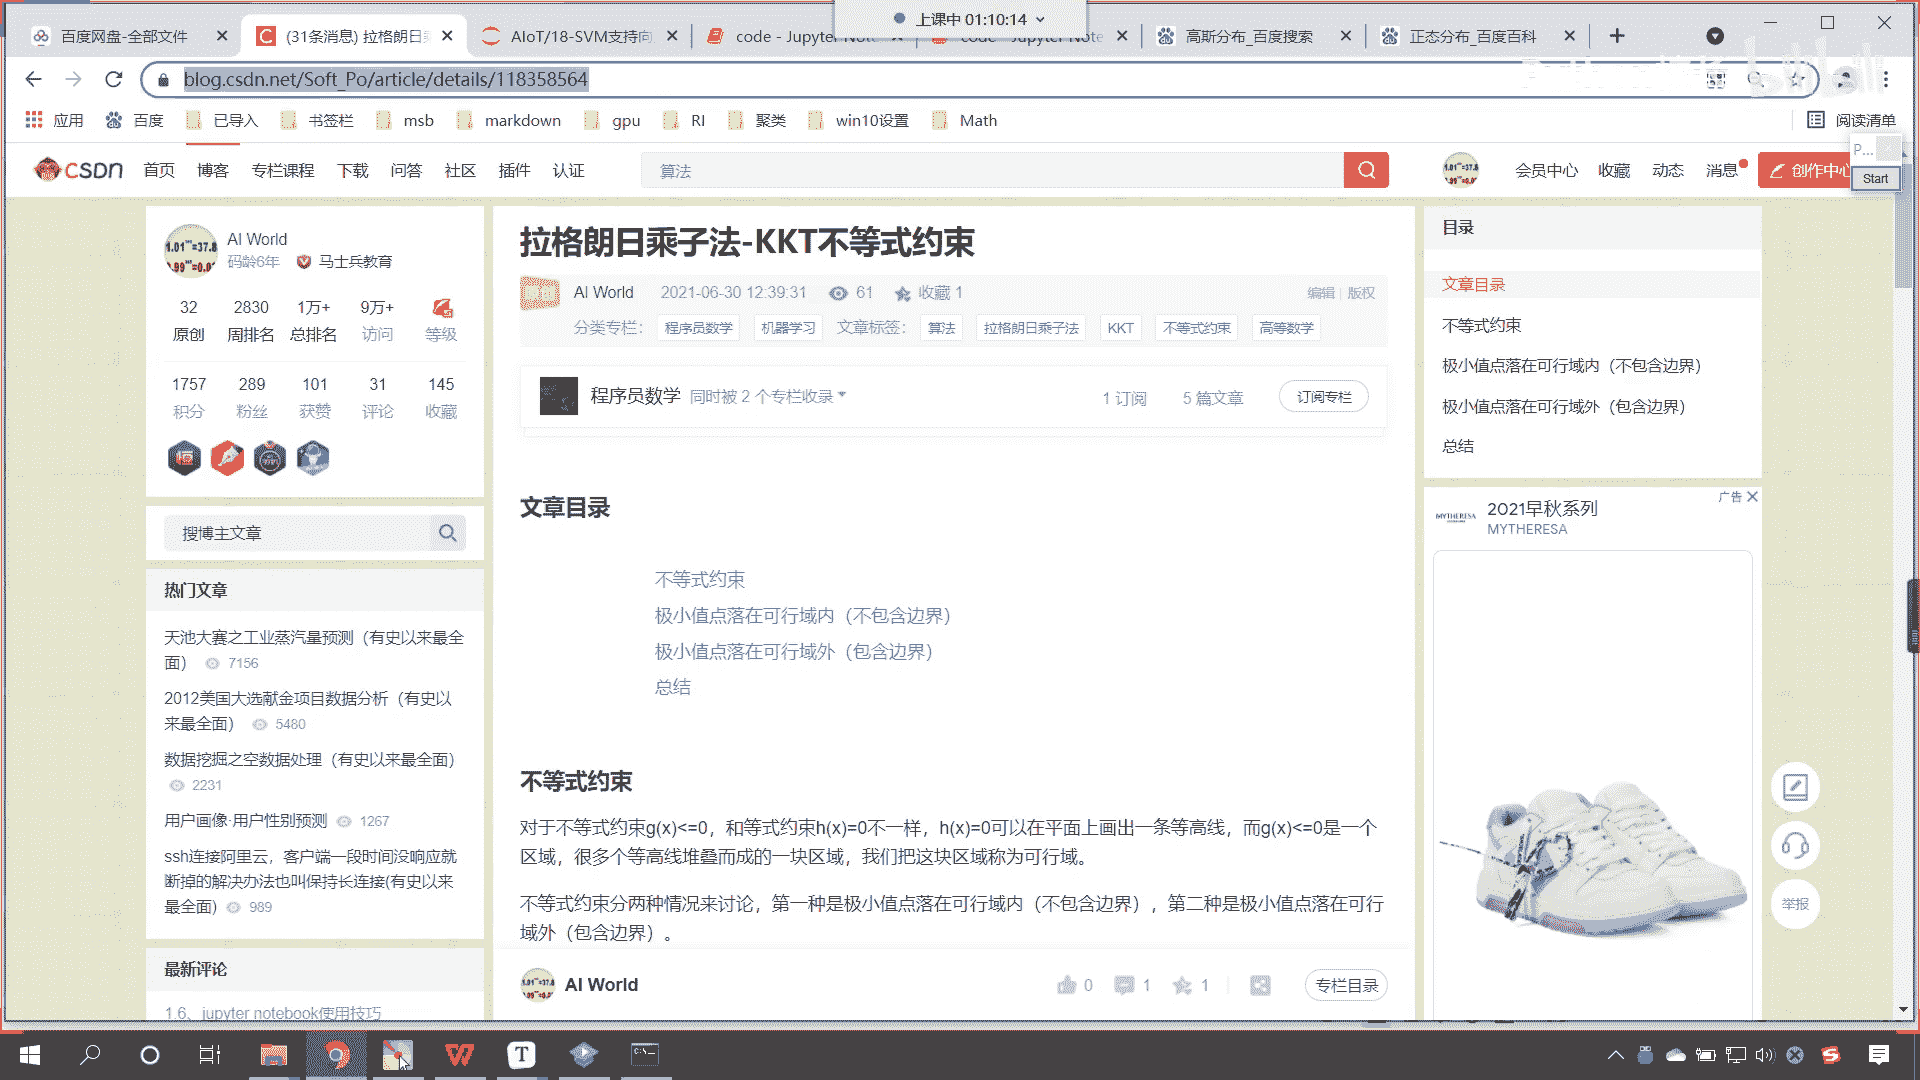 上课中 01:10:14
百度网盘-全部文件
(31条消息) 拉格朗日乘
AIoT/18-SVM支持向
code - Jupyter Note
code - Jupyter Note
高斯分布_百度搜索
正态分布_百度百科
blog.csdn.net/Soft_Po/article/details/118358564
应用
百度
已导入
书签栏
msb
markdown
gpu
RI
聚类
win10设置
Math
阅读清单
P...
Start
CSDN
首页
博客
专栏课程
下载
问答
社区
插件
认证
算法
会员中心
收藏
动态
消息
创作中心
AI World
码龄6年
马士兵教育
32 2830 1万+ 9万+
原创 周排名 总排名 访问 等级
1757 289 101 31 145
积分 粉丝 获赞 评论 收藏
搜博主文章
热门文章
天池大赛之工业蒸汽量预测（有史以来最全
面） 7156
2012美国大选献金项目数据分析（有史以
来最全面） 5480
数据挖掘之空数据处理（有史以来最全面）
2231
用户画像·用户性别预测 1267
ssh连接阿里云，客户端一段时间没响应就
断掉的解决办法也叫保持长连接(有史以来
最全面) 989
最新评论
1.6、jupyter notebook使用技巧
拉格朗日乘子法-KKT不等式约束
AI World 2021-06-30 12:39:31 61 收藏 1 编辑 版权
分类专栏： 程序员数学 机器学习 文章标签： 算法 拉格朗日乘子法 KKT 不等式约束 高等数学
程序员数学 同时被 2 个专栏收录 1 订阅 5 篇文章 订阅专栏
文章目录
不等式约束
极小值点落在可行域内（不包含边界）
极小值点落在可行域外（包含边界）
总结
不等式约束
对于不等式约束g(x)<=0，和等式约束h(x)=0不一样，h(x)=0可以在平面上画出一条等高线，而g(x)<=0是一个
区域，很多个等高线堆叠而成的一块区域，我们把这块区域称为可行域。
不等式约束分两种情况来讨论，第一种是极小值点落在可行域内（不包含边界），第二种是极小值点落在可行
域外（包含边界）。
AI World 0 1 1 专栏目录
目录
文章目录
不等式约束
极小值点落在可行域内（不包含边界）
极小值点落在可行域外（包含边界）
总结
广告
MYTHERESA
2021早秋系列
MYTHERESA
举报